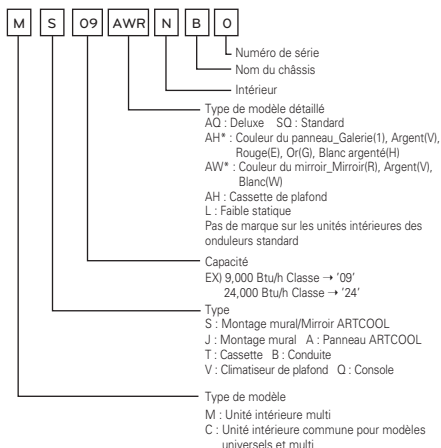 M S 09 AWR N B 0
Numéro de série
Nom du châssis
Intérieur
Type de modèle détaillé
AQ : Deluxe SQ : Standard
AH* : Couleur du panneau_Galerie(1), Argent(V),
Rouge(E), Or(G), Blanc argenté(H)
AW* : Couleur du mirroir_Mirroir(R), Argent(V),
Blanc(W)
AH : Cassette de plafond
L : Faible statique
Pas de marque sur les unités intérieures des
onduleurs standard
Capacité
EX) 9,000 Btu/h Classe → '09'
24,000 Btu/h Classe → '24'
Type
S : Montage mural/Mirroir ARTCOOL
J : Montage mural A : Panneau ARTCOOL
T : Cassette B : Conduite
V : Climatiseur de plafond Q : Console
Type de modèle
M : Unité intérieure multi
C : Unité intérieure commune pour modèles
universels et multi